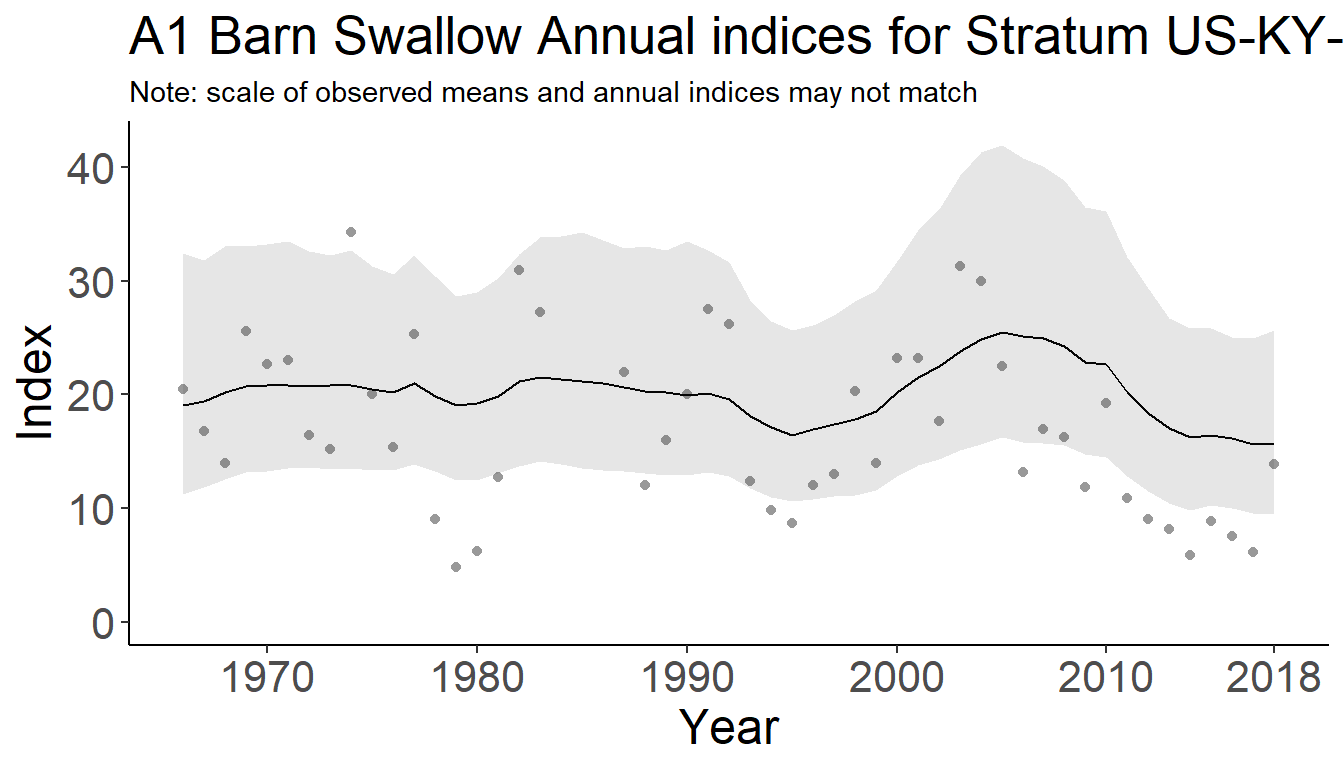 A1 Barn Swallow Annual indices for Stratum US-KY-
Note: scale of observed means and annual indices may not match
Index
40
30
20
10
0
1970 1980 1990 2000 2010 2018
Year